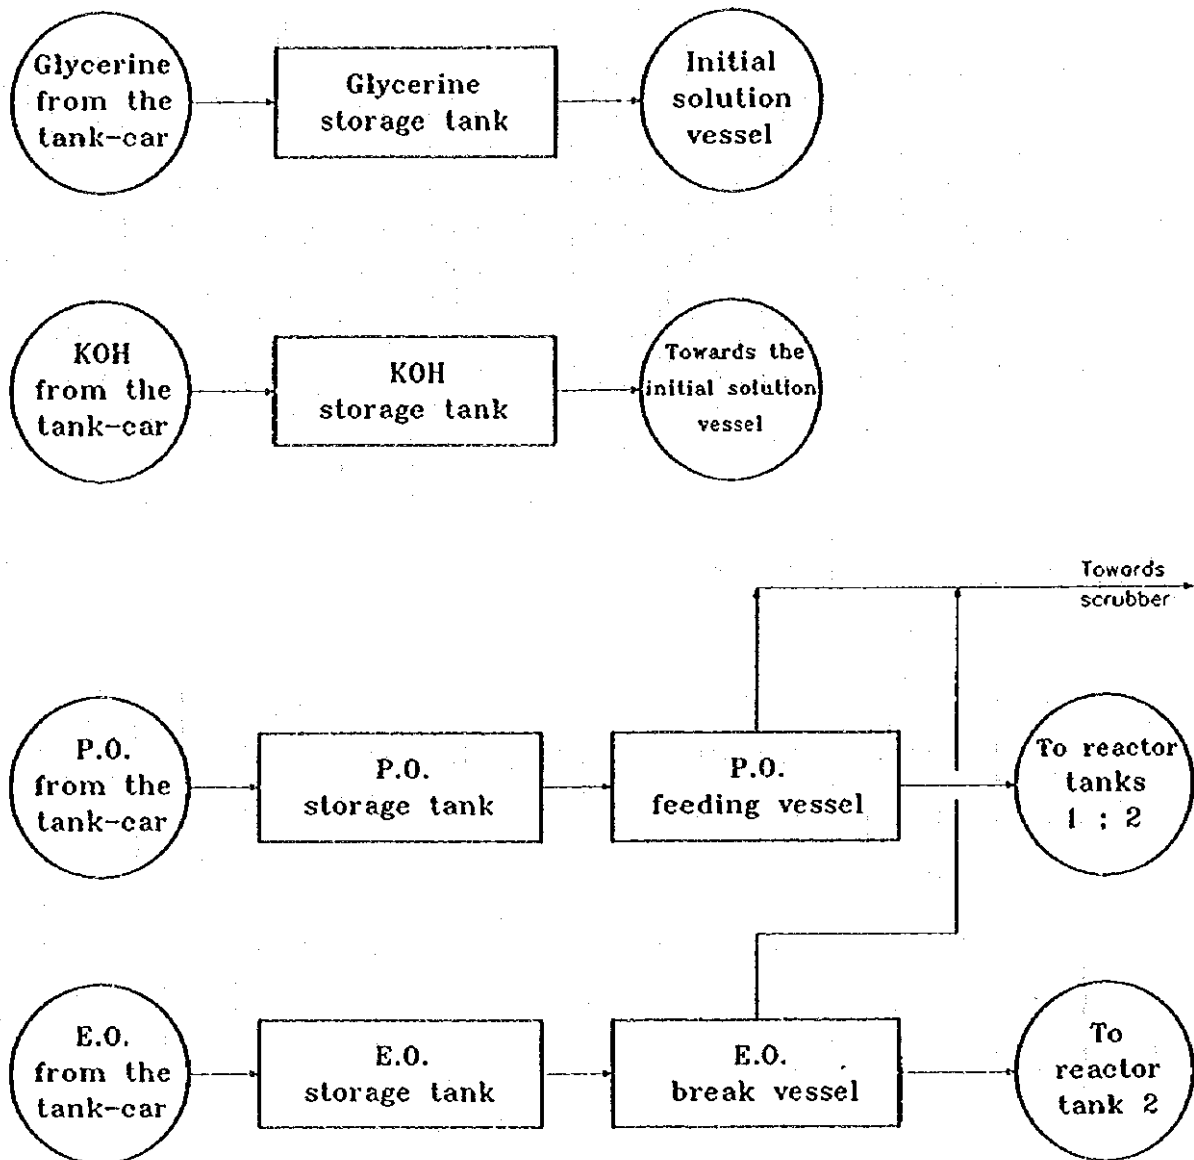 Glycerine
from the
tank-car
Glycerine
storage tank
Initial
solution
vessel
KOH
from the
tank-car
KOH
storage tank
Towards the
initial solution
vessel
Towards
scrubber
P.O.
from the
tank-car
P.O.
storage tank
P.O.
feeding vessel
To reactor
tanks
1 ; 2
E.O.
from the
tank-car
E.O.
storage tank
E.O.
break vessel
To
reactor
tank 2